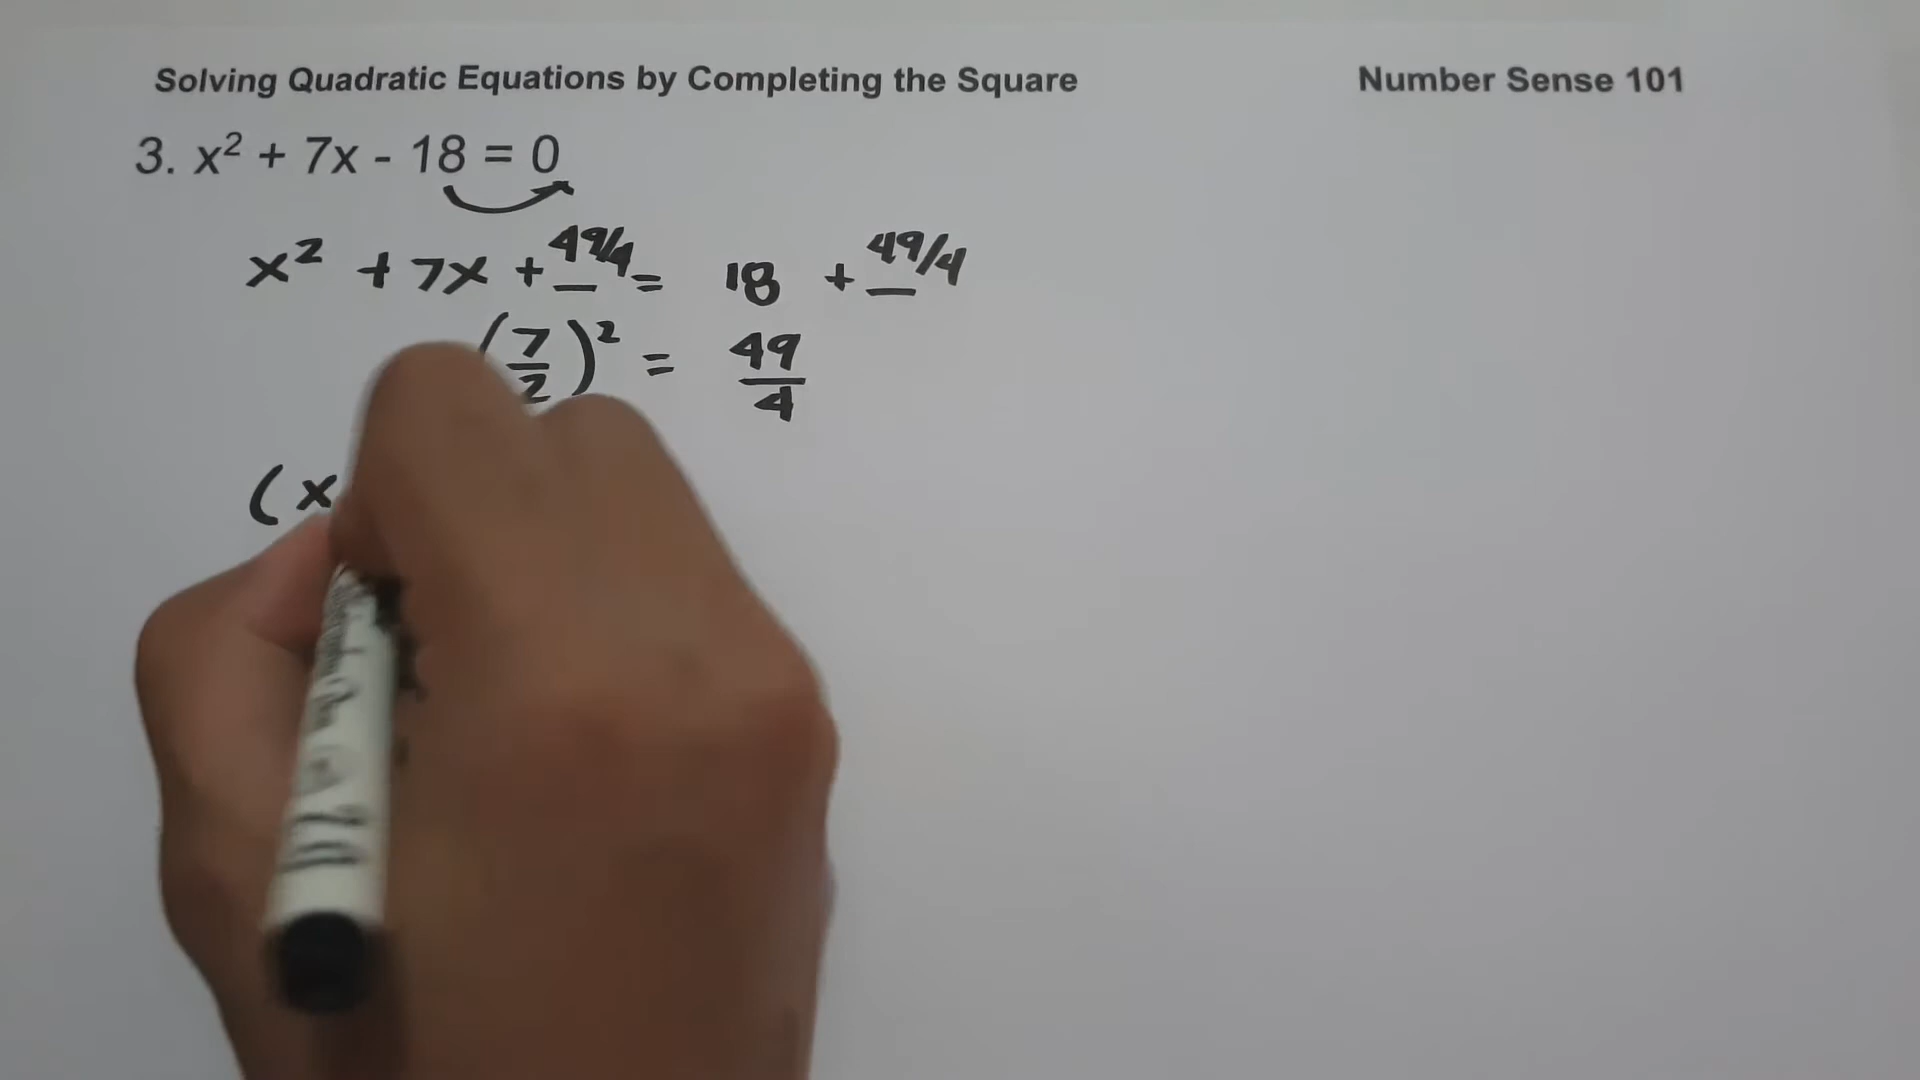 Solving Quadratic Equations by Completing the Square Number Sense 101
3. x² + 7x - 18 = 0
x² + 7x + 49/4 = 18 + 49/4
(7/2)² = 49/4
(x